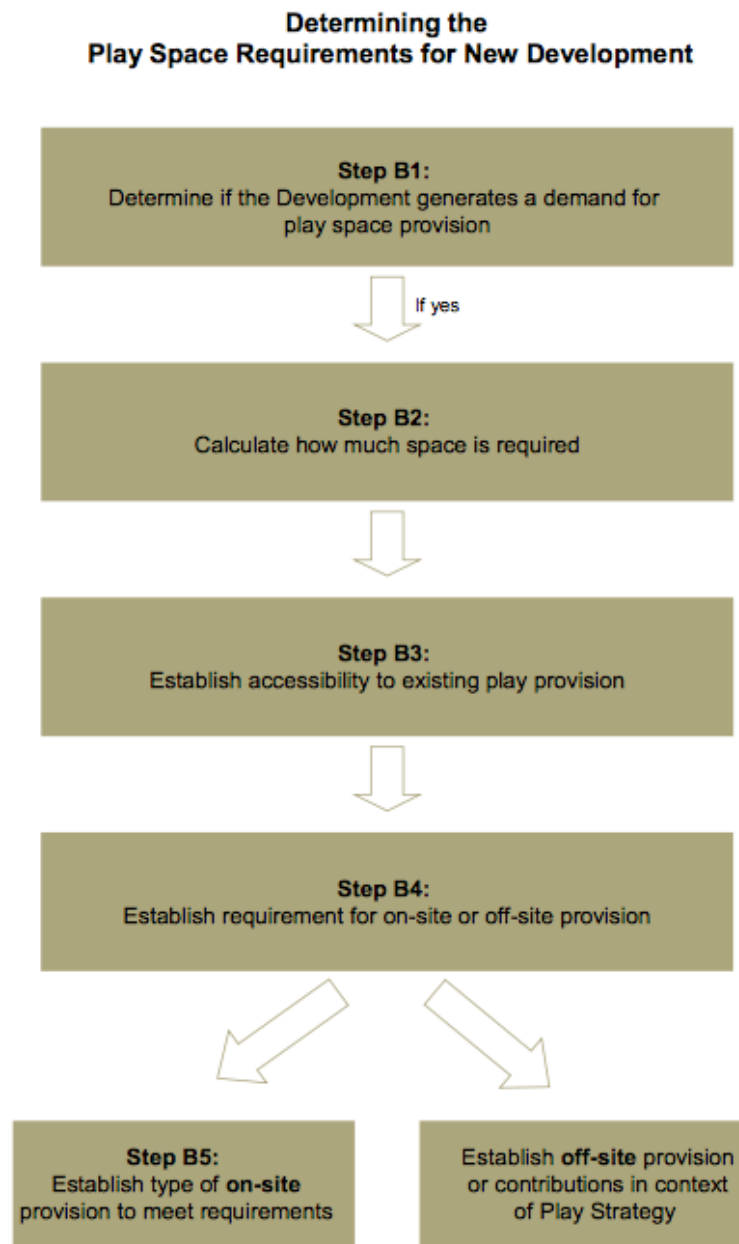 Determining the
Play Space Requirements for New Development
Step B1:
Determine if the Development generates a demand for
play space provision
If yes
Step B2:
Calculate how much space is required
Step B3:
Establish accessibility to existing play provision
Step B4:
Establish requirement for on-site or off-site provision
Step B5:
Establish type of on-site
provision to meet requirements
Establish off-site provision
or contributions in context
of Play Strategy